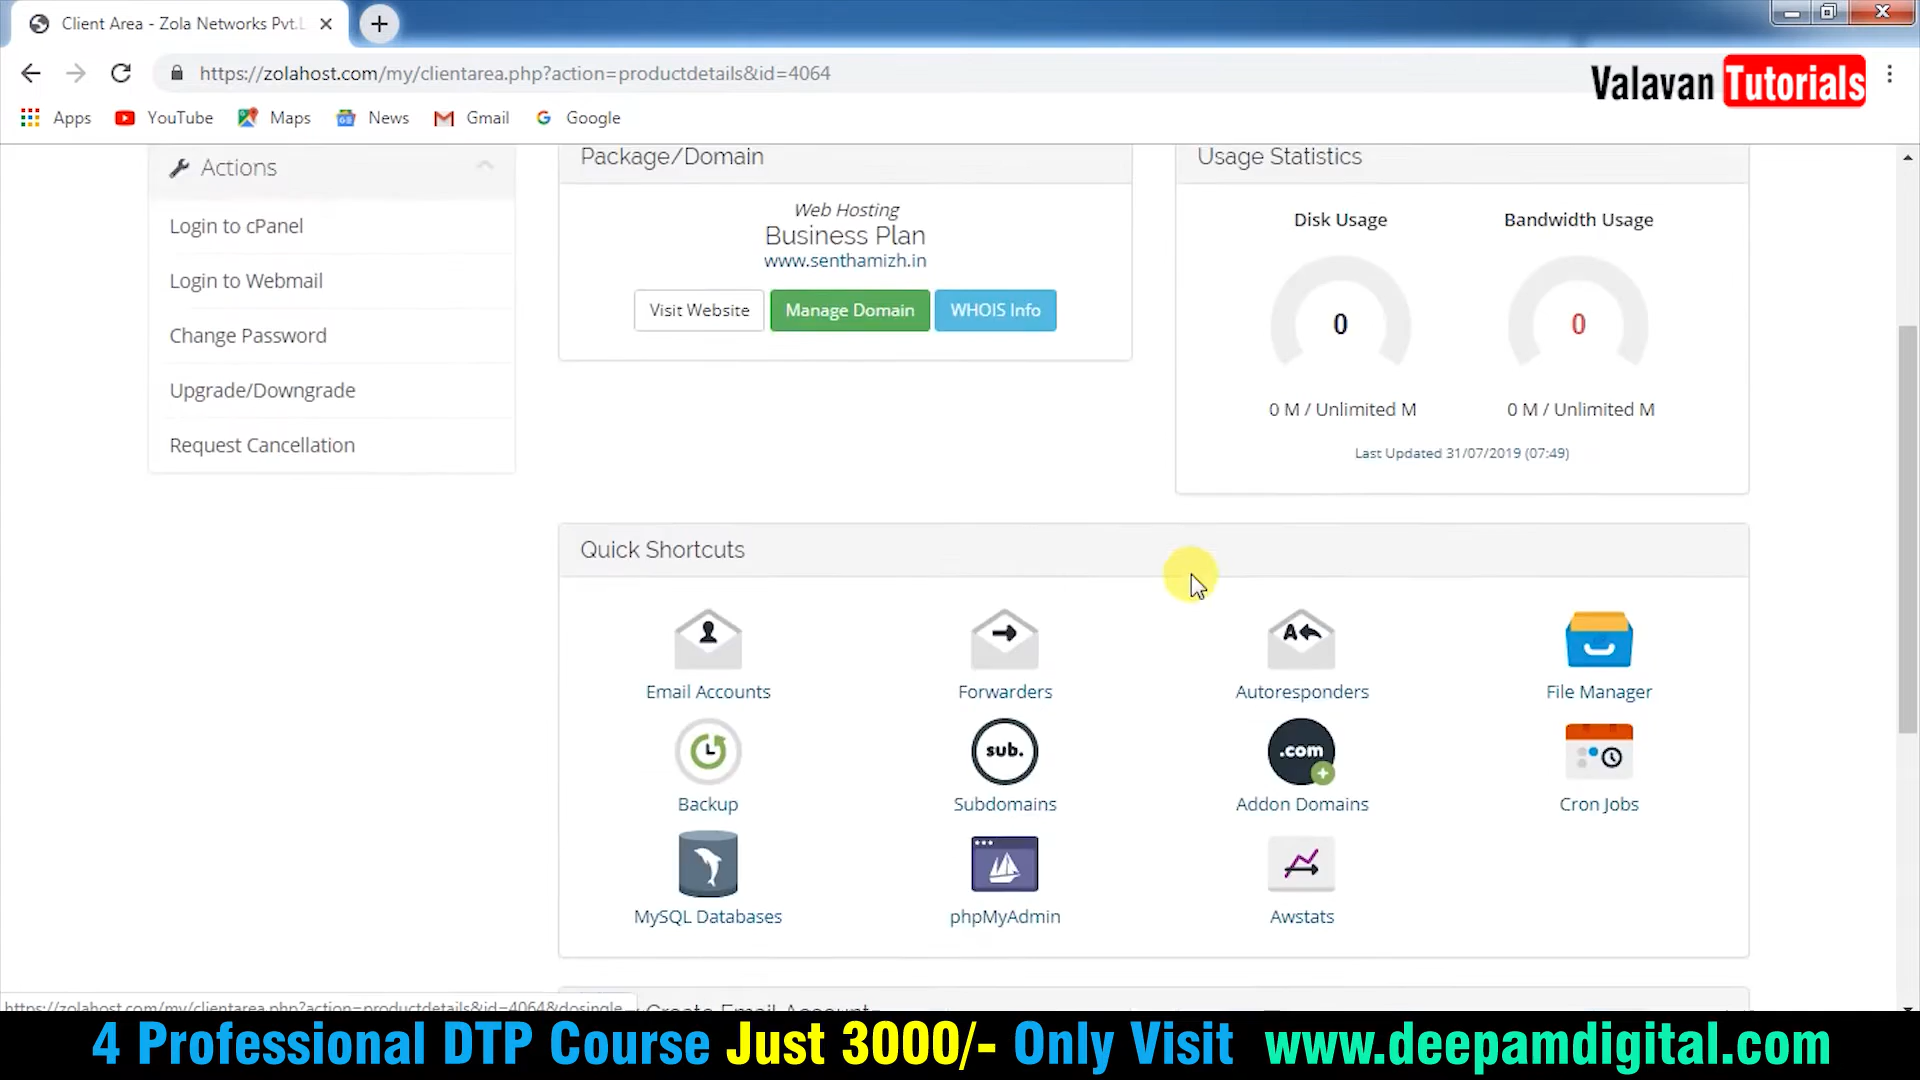 Client Area - Zola Networks Pvt.L
https://zolahost.com/my/clientarea.php?action=productdetails&id=4064
Valavan Tutorials
Apps YouTube Maps News Gmail Google
Actions
Login to cPanel
Login to Webmail
Change Password
Upgrade/Downgrade
Request Cancellation
Package/Domain
Web Hosting
Business Plan
www.senthamizh.in
Visit Website Manage Domain WHOIS Info
Usage Statistics
Disk Usage Bandwidth Usage
0 0
0 M / Unlimited M 0 M / Unlimited M
Last Updated 31/07/2019 (07:49)
Quick Shortcuts
A
Email Accounts Forwarders Autoresponders File Manager
sub. .com
Backup Subdomains Addon Domains Cron Jobs
MySQL Databases phpMyAdmin Awstats
https://zolahost.com/my/clientarea.php?action=productdetails&id=4064&dosingle
Create Email Account
4 Professional DTP Course Just 3000/- Only Visit www.deepamdigital.com